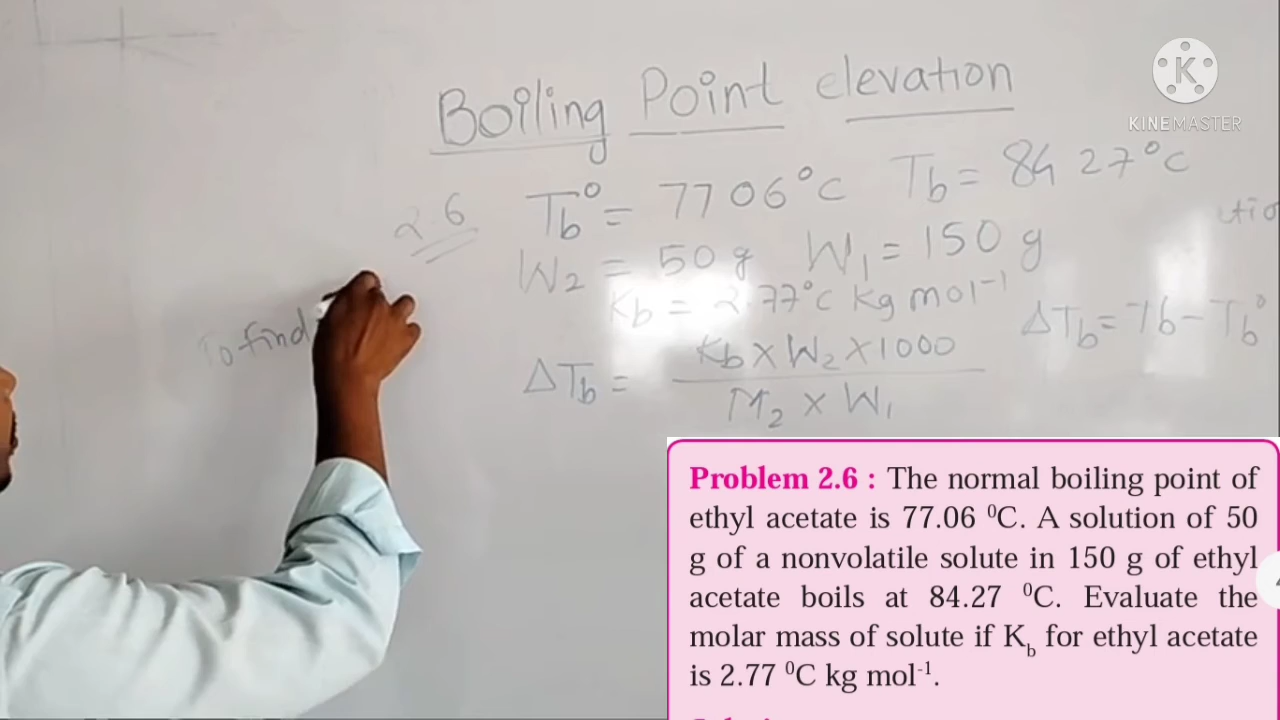 Boiling Point elevation
KINEMASTER
2.6 Tb° = 77 06°C Tb = 84 27°C
W2 = 50 g W1 = 150 g
Kb = 2.77°C Kg mol-1
To find
ΔTb = Kb x W2 x 1000
M2 x W1
ΔTb = Tb - Tb°
Problem 2.6 : The normal boiling point of
ethyl acetate is 77.06 ⁰C. A solution of 50
g of a nonvolatile solute in 150 g of ethyl
acetate boils at 84.27 ⁰C. Evaluate the
molar mass of solute if Kb for ethyl acetate
is 2.77 ⁰C kg mol-1.